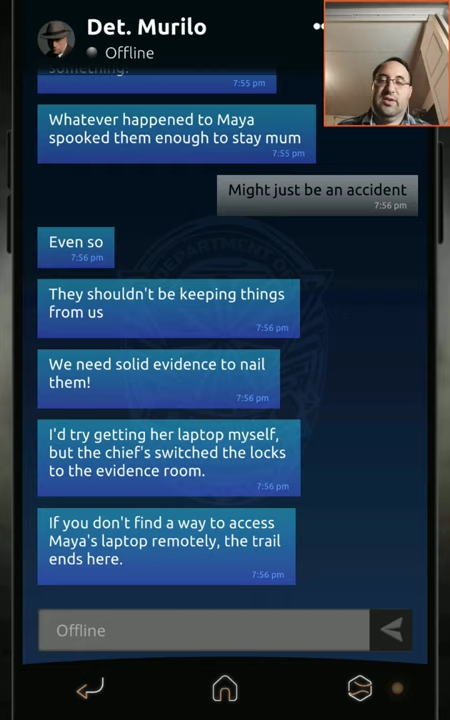 Det. Murilo
Offline
something.
7:55 pm
Whatever happened to Maya
spooked them enough to stay mum
7:55 pm
Might just be an accident
7:56 pm
Even so
7:56 pm
They shouldn't be keeping things
from us
7:56 pm
We need solid evidence to nail
them!
7:56 pm
I'd try getting her laptop myself,
but the chief's switched the locks
to the evidence room.
7:56 pm
If you don't find a way to access
Maya's laptop remotely, the trail
ends here.
7:56 pm
Offline